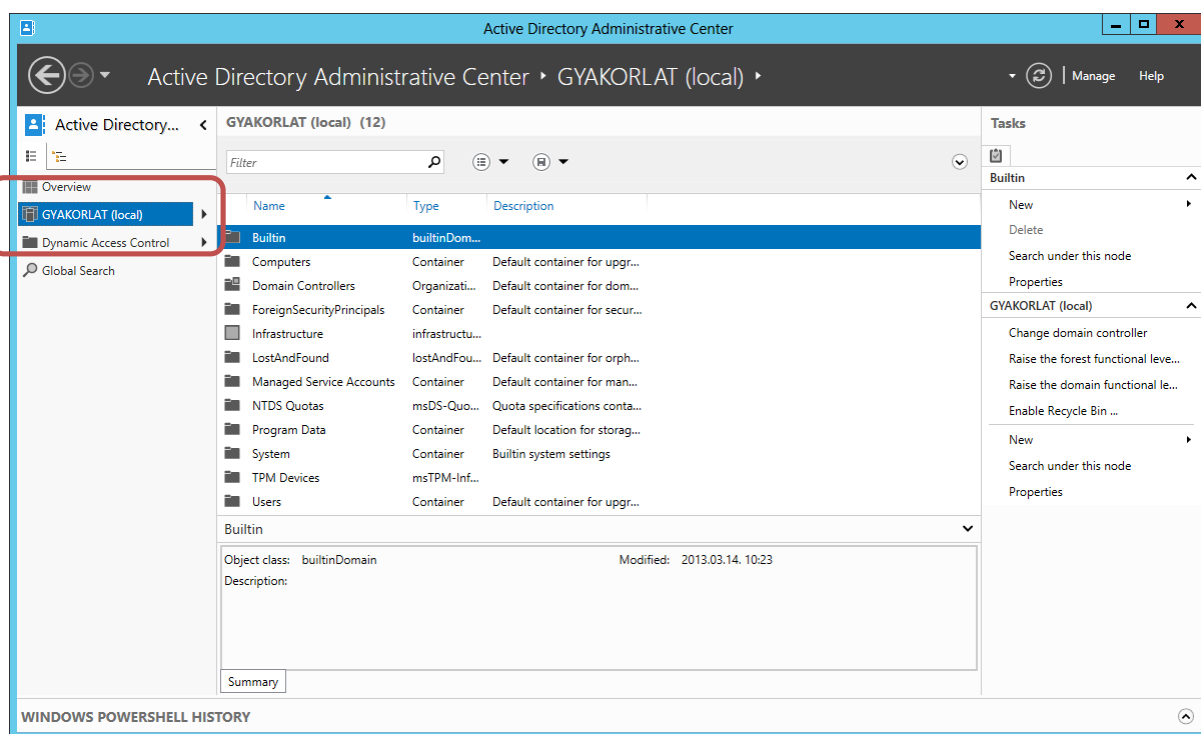 Active Directory Administrative Center
Active Directory Administrative Center • GYAKORLAT (local) •
Manage Help
Active Directory...
Overview
GYAKORLAT (local)
Dynamic Access Control
Global Search
GYAKORLAT (local) (12)
Filter
Name Type Description
Builtin builtinDom...
Computers Container Default container for upgr...
Domain Controllers Organizati... Default container for dom...
ForeignSecurityPrincipals Container Default container for secur...
Infrastructure infrastructu...
LostAndFound lostAndFou... Default container for orph...
Managed Service Accounts Container Default container for man...
NTDS Quotas msDS-Quo... Quota specifications conta...
Program Data Container Default location for storag...
System Container Builtin system settings
TPM Devices msTPM-Inf...
Users Container Default container for upgr...
Builtin
Object class: builtinDomain Modified: 2013.03.14. 10:23
Description:
Summary
Tasks
Builtin
New
Delete
Search under this node
Properties
GYAKORLAT (local)
Change domain controller
Raise the forest functional leve...
Raise the domain functional le...
Enable Recycle Bin ...
New
Search under this node
Properties
WINDOWS POWERSHELL HISTORY